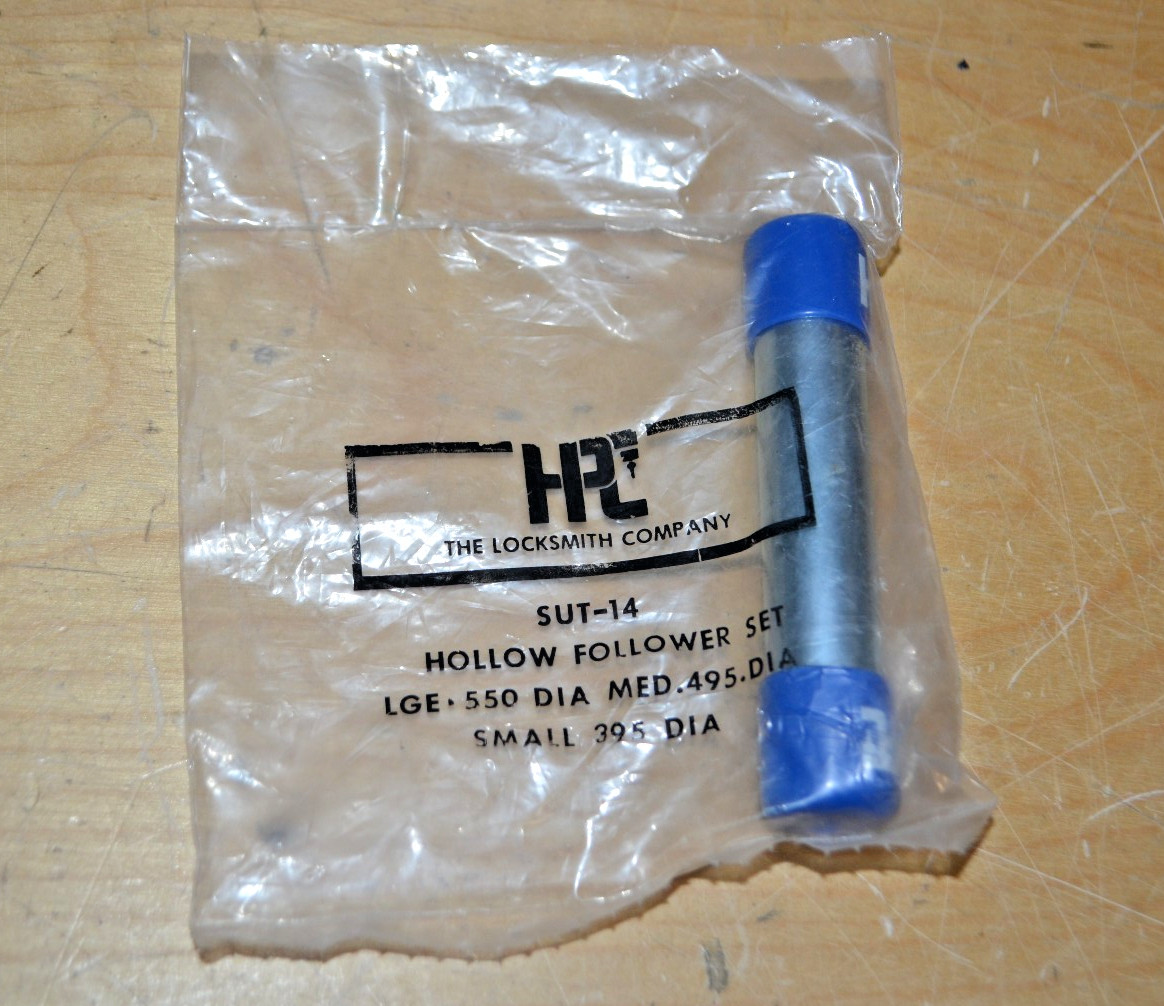 HPC
THE LOCKSMITH COMPANY
SUT-14
HOLLOW FOLLOWER SET
LGE·550 DIA MED.495.DIA
SMALL 395 DIA